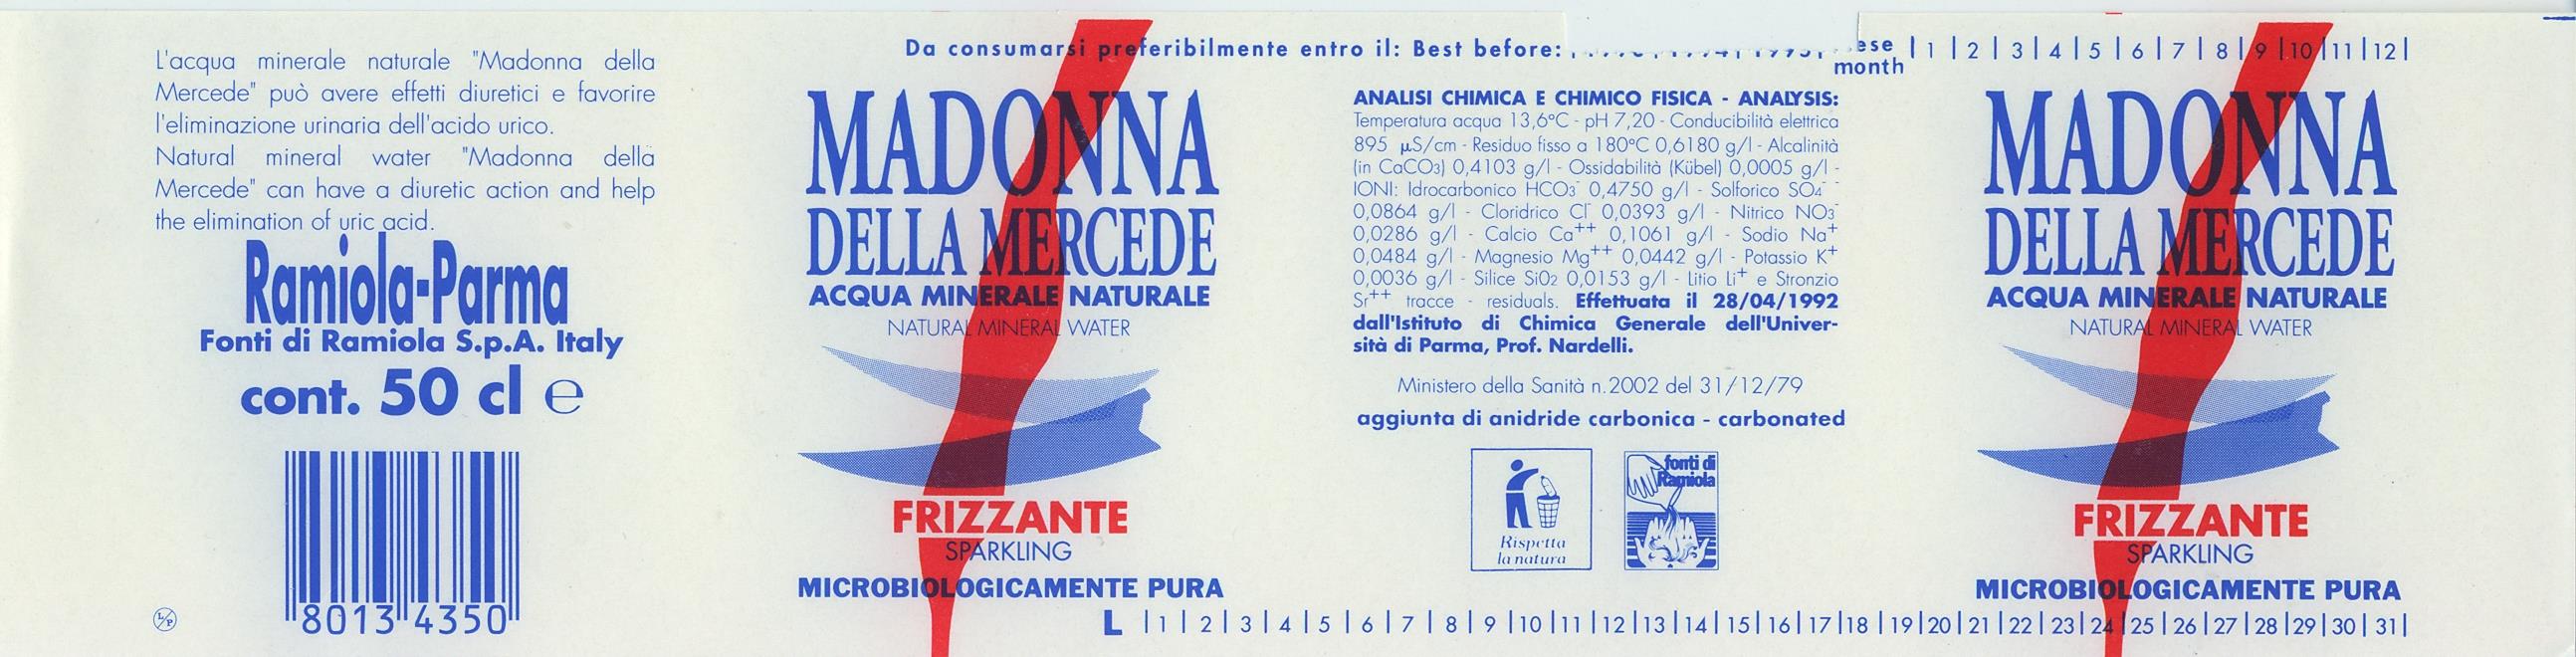 L'acqua minerale naturale "Madonna della
Mercede" può avere effetti diuretici e favorire
l'eliminazione urinaria dell'acido urico.
Natural mineral water "Madonna della
Mercede" can have a diuretic action and help
the elimination of uric acid.
Ramiola-Parma
Fonti di Ramiola S.p.A. Italy
cont. 50 cl ℮
8013 4350
L/P
Da consumarsi preferibilmente entro il: Best before:
MADONNA
DELLA MERCEDE
ACQUA MINERALE NATURALE
NATURAL MINERAL WATER
FRIZZANTE
SPARKLING
MICROBIOLOGICAMENTE PURA
ANALISI CHIMICA E CHIMICO FISICA - ANALYSIS:
Temperatura acqua 13,6°C - pH 7,20 - Conducibilità elettrica
895 µS/cm - Residuo fisso a 180°C 0,6180 g/l - Alcalinità
(in CaCO3) 0,4103 g/l - Ossidabilità (Kübel) 0,0005 g/l -
IONI: Idrocarbonico HCO3⁻ 0,4750 g/l - Solforico SO4⁻ ⁻
0,0864 g/l - Cloridrico Cl⁻ 0,0393 g/l - Nitrico NO3⁻
0,0286 g/l - Calcio Ca⁺⁺ 0,1061 g/l - Sodio Na⁺
0,0484 g/l - Magnesio Mg⁺⁺ 0,0442 g/l - Potassio K⁺
0,0036 g/l - Silice SiO2 0,0153 g/l - Litio Li⁺ e Stronzio
Sr⁺⁺ tracce - residuals. Effettuata il 28/04/1992
dall'Istituto di Chimica Generale dell'Univer-
sità di Parma, Prof. Nardelli.
Ministero della Sanità n.2002 del 31/12/79
aggiunta di anidride carbonica - carbonated
Rispetta
la natura
fonti di
Ramiola
month
| 1 | 2 | 3 | 4 | 5 | 6 | 7 | 8 | 9 | 10 | 11 | 12 |
MADONNA
DELLA MERCEDE
ACQUA MINERALE NATURALE
NATURAL MINERAL WATER
FRIZZANTE
SPARKLING
MICROBIOLOGICAMENTE PURA
L | 1 | 2 | 3 | 4 | 5 | 6 | 7 | 8 | 9 | 10 | 11 | 12 | 13 | 14 | 15 | 16 | 17 | 18 | 19 | 20 | 21 | 22 | 23 | 24 | 25 | 26 | 27 | 28 | 29 | 30 | 31 |